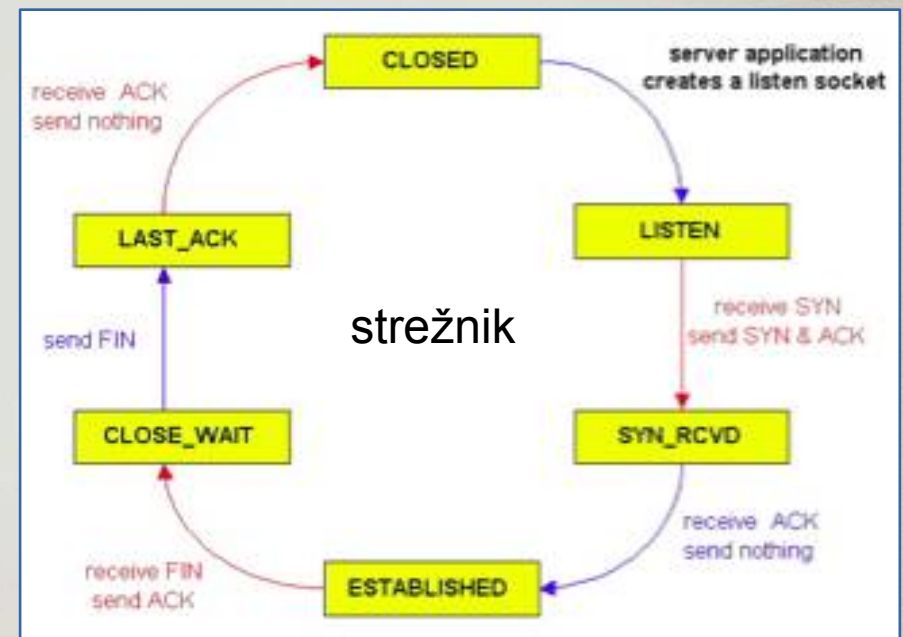 CLOSED
server application
creates a listen socket
receive ACK
send nothing
LAST_ACK
LISTEN
strežnik
receive SYN
send SYN & ACK
send FIN
CLOSE_WAIT
SYN_RCVD
receive ACK
send nothing
receive FIN
send ACK
ESTABLISHED